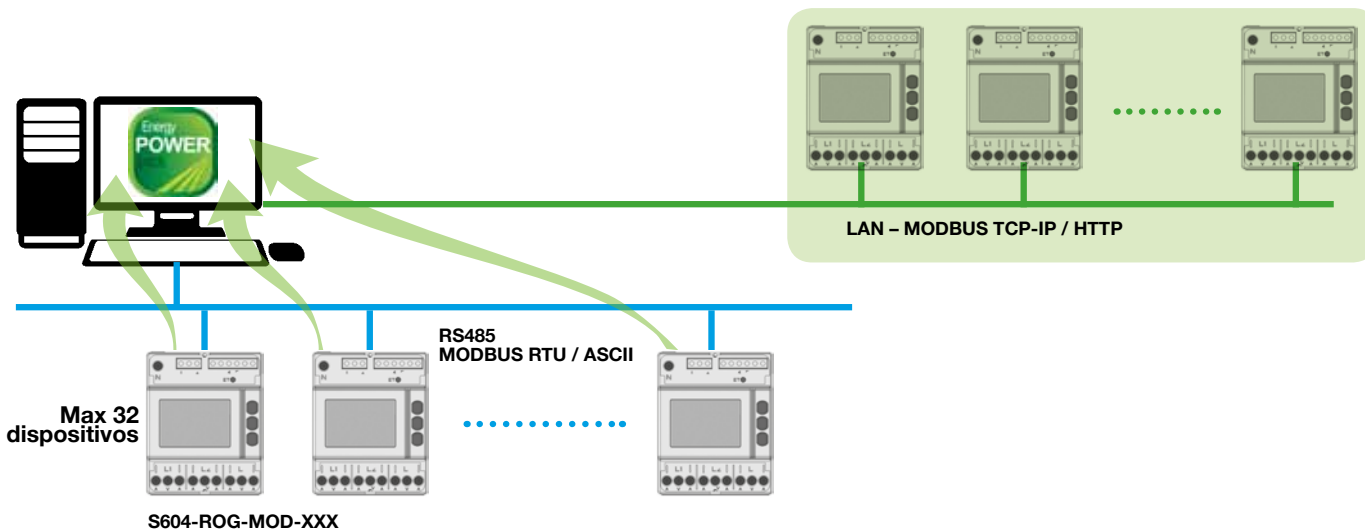 Energy
POWER
LAN – MODBUS TCP-IP / HTTP
RS485
MODBUS RTU / ASCII
Max 32
dispositivos
S604-ROG-MOD-XXX